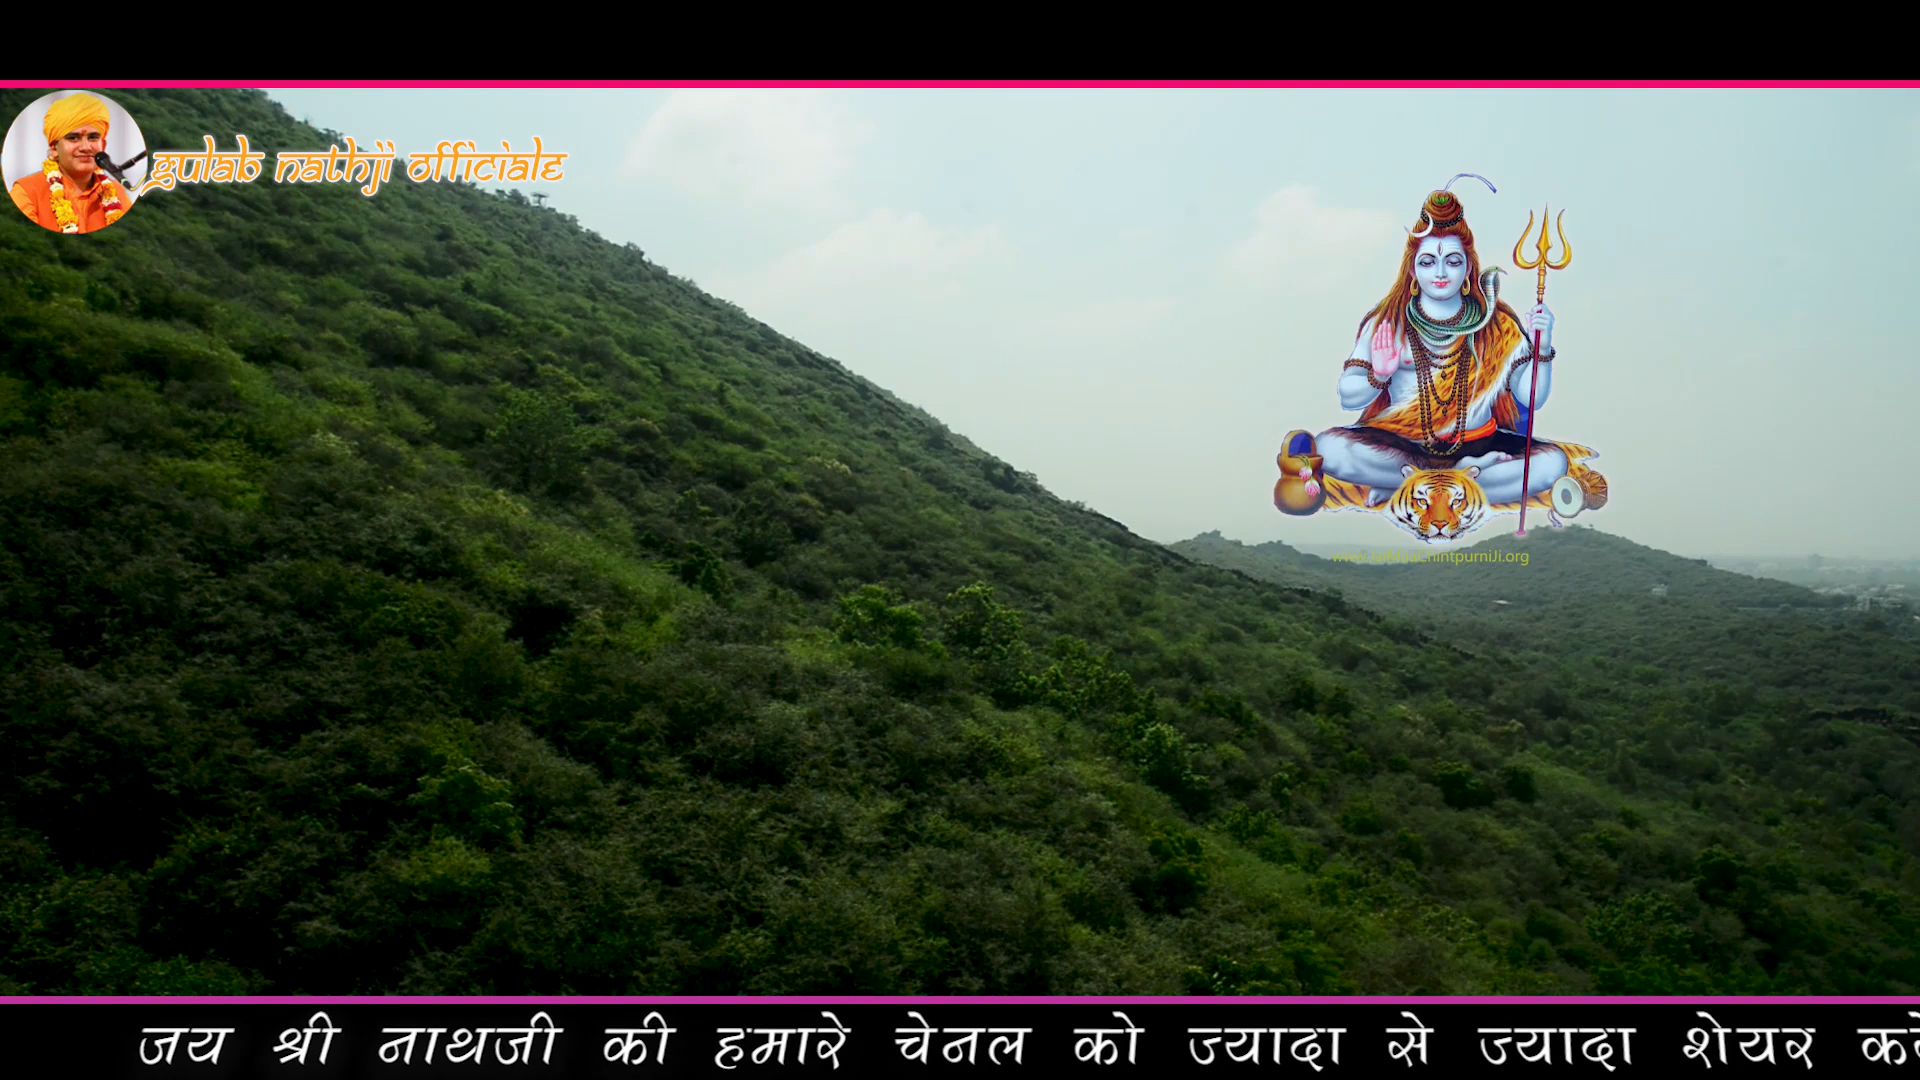 GULAB NATHJI OFFICIALE
जय श्री नाथजी की हमारे चेनल को ज्यादा से ज्यादा शेयर